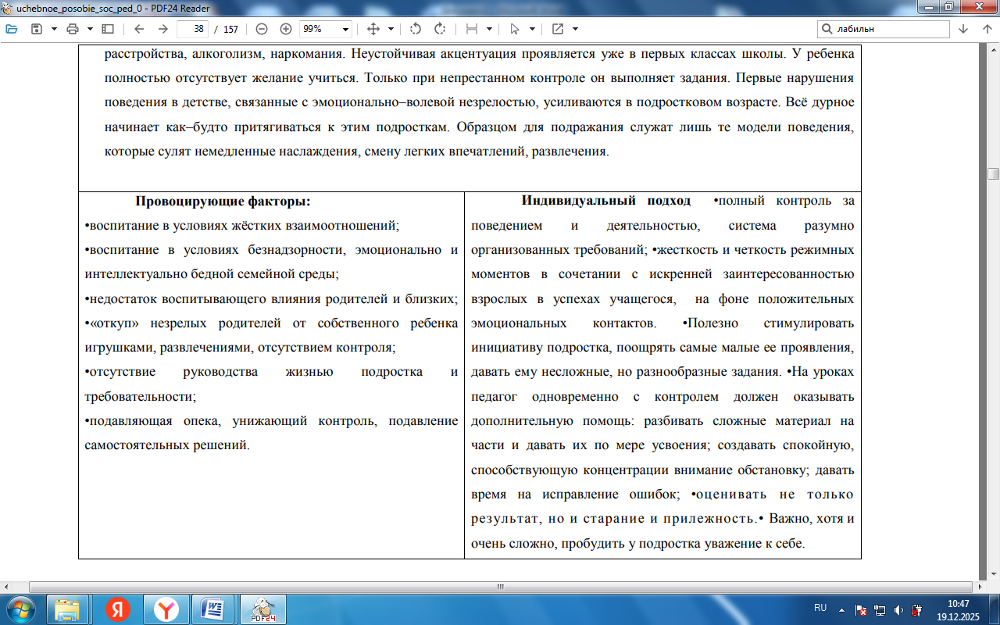 uchebnoe_posobie_soc_ped_0 - PDF24 Reader
38 / 157
99%
лабильн
расстройства, алкоголизм, наркомания. Неустойчивая акцентуация проявляется уже в первых классах школы. У ребенка
полностью отсутствует желание учиться. Только при непрестанном контроле он выполняет задания. Первые нарушения
поведения в детстве, связанные с эмоционально–волевой незрелостью, усиливаются в подростковом возрасте. Всё дурное
начинает как–будто притягиваться к этим подросткам. Образцом для подражания служат лишь те модели поведения,
которые сулят немедленные наслаждения, смену легких впечатлений, развлечения.
Провоцирующие факторы:
•воспитание в условиях жёстких взаимоотношений;
•воспитание в условиях безнадзорности, эмоционально и
интеллектуально бедной семейной среды;
•недостаток воспитывающего влияния родителей и близких;
•«откуп» незрелых родителей от собственного ребенка
игрушками, развлечениями, отсутствием контроля;
•отсутствие руководства жизнью подростка и
требовательности;
•подавляющая опека, унижающий контроль, подавление
самостоятельных решений.
Индивидуальный подход •полный контроль за
поведением и деятельностью, система разумно
организованных требований; •жесткость и четкость режимных
моментов в сочетании с искренней заинтересованностью
взрослых в успехах учащегося, на фоне положительных
эмоциональных контактов. •Полезно стимулировать
инициативу подростка, поощрять самые малые ее проявления,
давать ему несложные, но разнообразные задания. •На уроках
педагог одновременно с контролем должен оказывать
дополнительную помощь: разбивать сложные материал на
части и давать их по мере усвоения; создавать спокойную,
способствующую концентрации внимание обстановку; давать
время на исправление ошибок; •оценивать не только
результат, но и старание и прилежность.• Важно, хотя и
очень сложно, пробудить у подростка уважение к себе.
Я
Y
W
PDF24
RU
10:47
19.12.2025